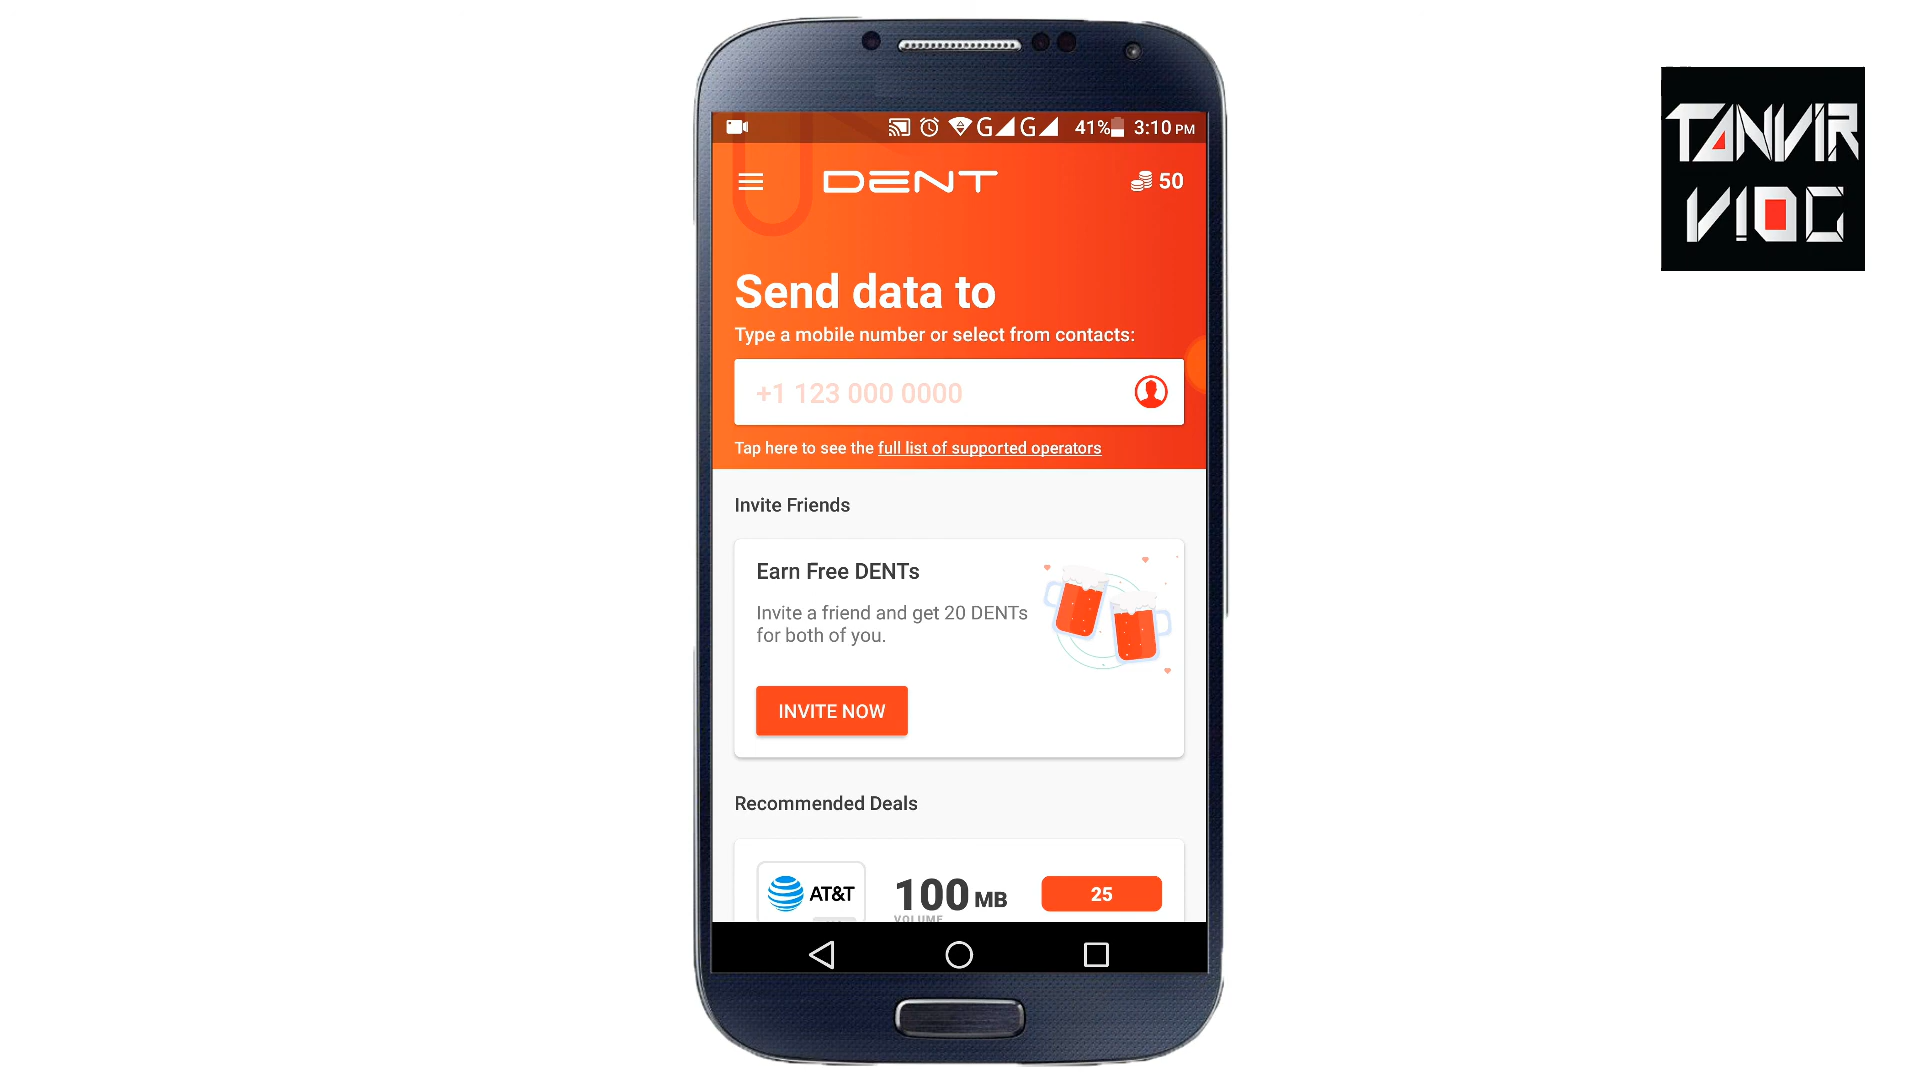 41% 3:10 PM
DENT
50
Send data to
Type a mobile number or select from contacts:
+1 123 000 0000
Tap here to see the full list of supported operators
Invite Friends
Earn Free DENTs
Invite a friend and get 20 DENTs
for both of you.
INVITE NOW
Recommended Deals
AT&T
100 MB
VOLUME
25
TANVIR
VlOG